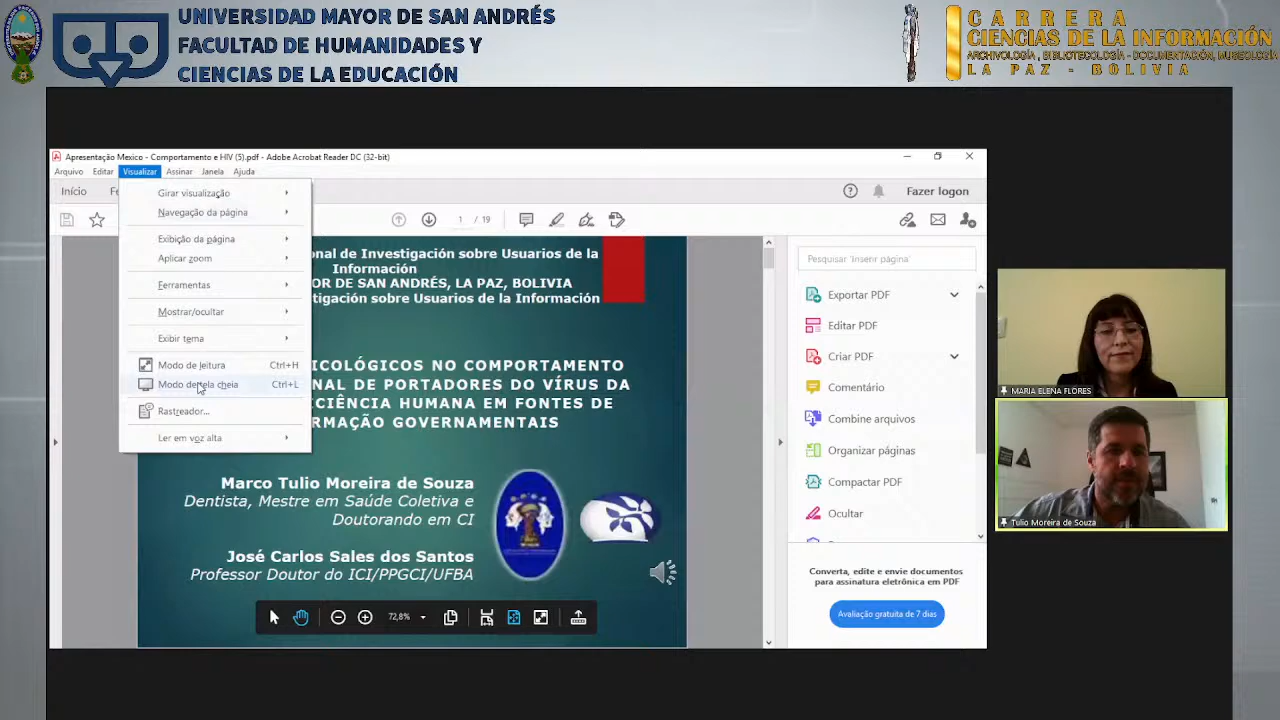 UNIVERSIDAD MAYOR DE SAN ANDRÉS
FACULTAD DE HUMANIDADES Y
CIENCIAS DE LA EDUCACIÓN
CARRERA
CIENCIAS DE LA INFORMACIÓN
ARCHIVOLOGÍA, BIBLIOTECOLOGÍA - DOCUMENTACIÓN, MUSEOLOGÍA
LA PAZ - BOLIVIA
Apresentação Mexico - Comportamento e HIV (5).pdf - Adobe Acrobat Reader DC (32-bit)
Arquivo Editar Visualizar Assinar Janela Ajuda
Início Fe
Fazer logon
1 / 19
Girar visualização
Navegação da página
Exibição da página
Aplicar zoom
Ferramentas
Mostrar/ocultar
Exibir tema
Modo de leitura Ctrl+H
Modo de tela cheia Ctrl+L
Rastreador...
Ler em voz alta
onal de Investigación sobre Usuarios de la
Información
OR DE SAN ANDRÉS, LA PAZ, BOLIVIA
stigación sobre Usuarios de la Información
ICOLÓGICOS NO COMPORTAMENTO
NAL DE PORTADORES DO VÍRUS DA
ICIÊNCIA HUMANA EM FONTES DE
RMAÇÃO GOVERNAMENTAIS
Marco Tulio Moreira de Souza
Dentista, Mestre em Saúde Coletiva e
Doutorando em CI
José Carlos Sales dos Santos
Professor Doutor do ICI/PPGCI/UFBA
72,8%
Pesquisar 'Inserir página'
Exportar PDF
Editar PDF
Criar PDF
Comentário
Combine arquivos
Organizar páginas
Compactar PDF
Ocultar
Converta, edite e envie documentos
para assinatura eletrônica em PDF
Avaliação gratuita de 7 dias
MARIA ELENA FLORES
Tulio Moreira de Souza